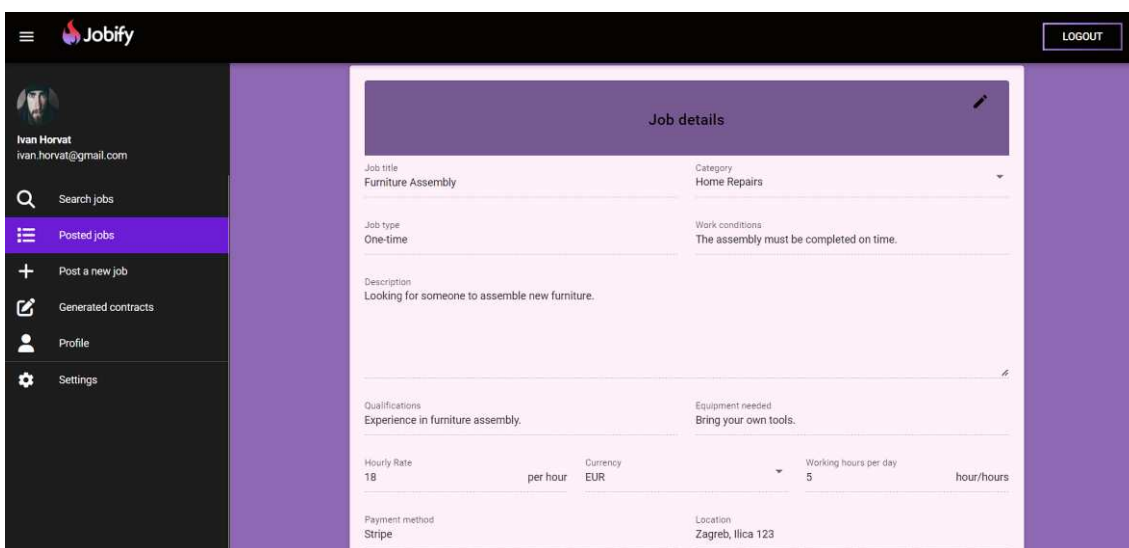 Jobify
LOGOUT
Ivan Horvat
ivan.horvat@gmail.com
Search jobs
Posted jobs
Post a new job
Generated contracts
Profile
Settings
Job details
Job title
Furniture Assembly
Category
Home Repairs
Job type
One-time
Work conditions
The assembly must be completed on time.
Description
Looking for someone to assemble new furniture.
Qualifications
Experience in furniture assembly.
Equipment needed
Bring your own tools.
Hourly Rate
18 per hour
Currency
EUR
Working hours per day
5 hour/hours
Payment method
Stripe
Location
Zagreb, Ilica 123